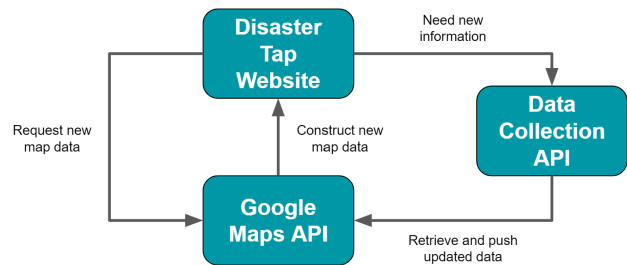 Disaster
Tap
Website
Need new
information
Data
Collection
API
Request new
map data
Construct new
map data
Google
Maps API
Retrieve and push
updated data